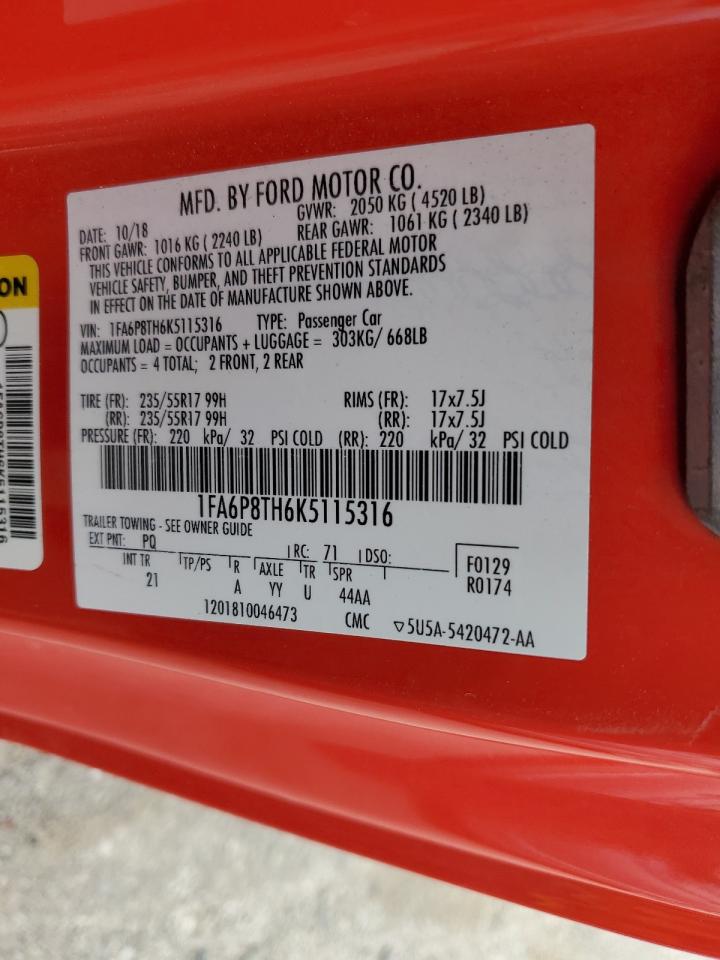 MFD. BY FORD MOTOR CO.
DATE: 10/18 GVWR: 2050 KG ( 4520 LB)
FRONT GAWR: 1016 KG ( 2240 LB) REAR GAWR: 1061 KG ( 2340 LB)
THIS VEHICLE CONFORMS TO ALL APPLICABLE FEDERAL MOTOR
VEHICLE SAFETY, BUMPER, AND THEFT PREVENTION STANDARDS
IN EFFECT ON THE DATE OF MANUFACTURE SHOWN ABOVE.
VIN: 1FA6P8TH6K5115316 TYPE: Passenger Car
MAXIMUM LOAD = OCCUPANTS + LUGGAGE = 303KG/ 668LB
OCCUPANTS = 4 TOTAL; 2 FRONT, 2 REAR
TIRE (FR): 235/55R17 99H RIMS (FR): 17x7.5J
(RR): 235/55R17 99H (RR): 17x7.5J
PRESSURE (FR): 220 kPa/ 32 PSI COLD (RR): 220 kPa/ 32 PSI COLD
1FA6P8TH6K5115316
TRAILER TOWING - SEE OWNER GUIDE
EXT PNT: PQ RC: 71 DSO: F0129
INT TR TP/PS R AXLE TR SPR R0174
21 A YY U 44AA
1201810046473 CMC ▽5U5A-5420472-AA
ON
1FA6P8TH6K5115316